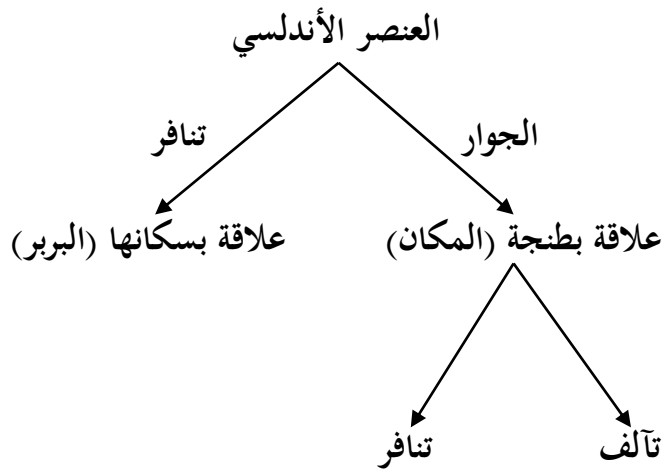 العنصر الأندلسي
الجوار
تنافر
علاقة بطنجة (المكان)
علاقة بسكانها (البربر)
تآلف
تنافر